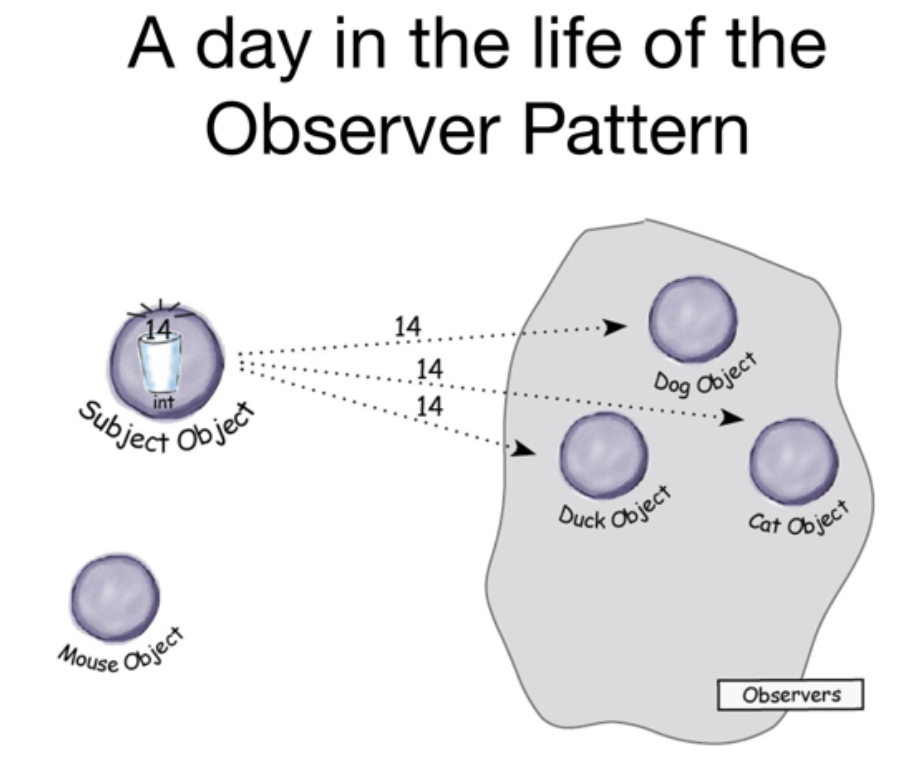 A day in the life of the
Observer Pattern
14
int
Subject Object
14
14
14
Dog Object
Duck Object
Cat Object
Mouse Object
Observers